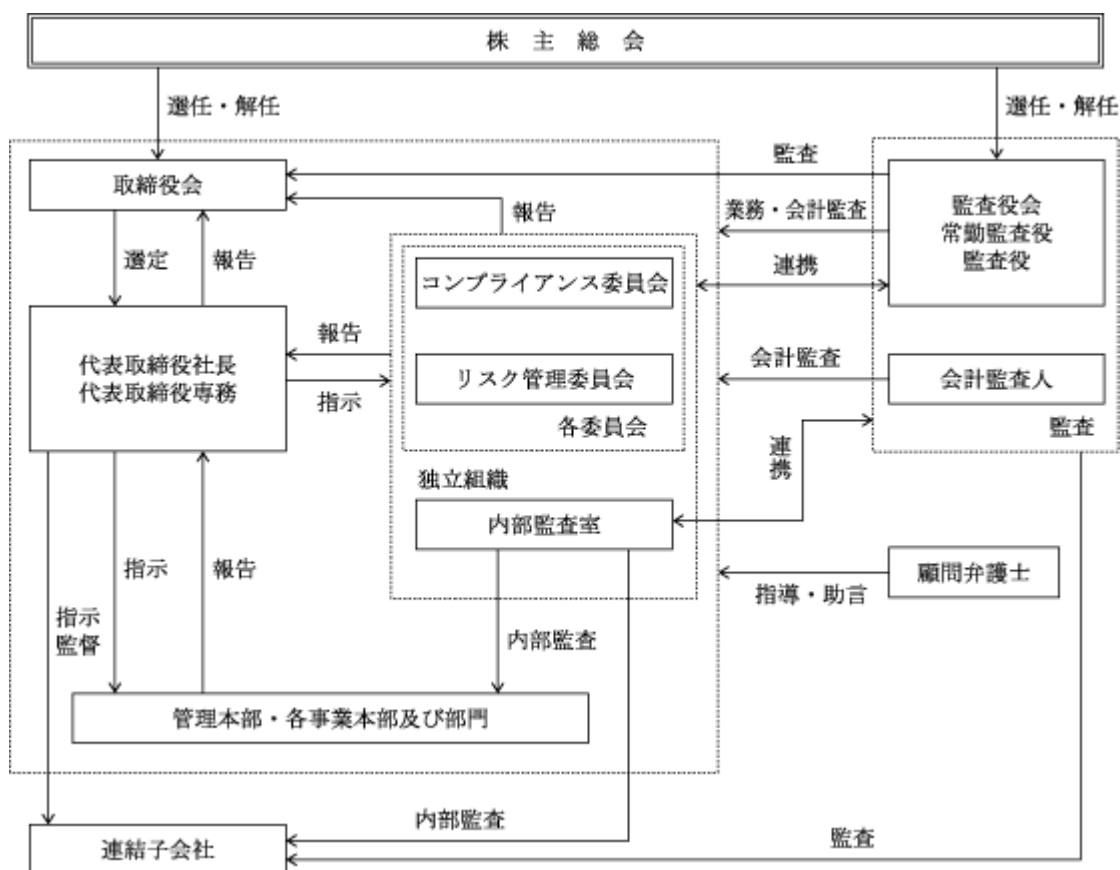 株主総会
選任・解任
選任・解任
監査
取締役会
報告
業務・会計監査
監査役会
常勤監査役
監査役
選定
報告
コンプライアンス委員会
連携
報告
代表取締役社長
代表取締役専務
指示
リスク管理委員会
会計監査
会計監査人
各委員会
監査
連携
独立組織
内部監査室
指示
報告
顧問弁護士
指導・助言
指示
監督
内部監査
管理本部・各事業本部及び部門
内部監査
監査
連結子会社